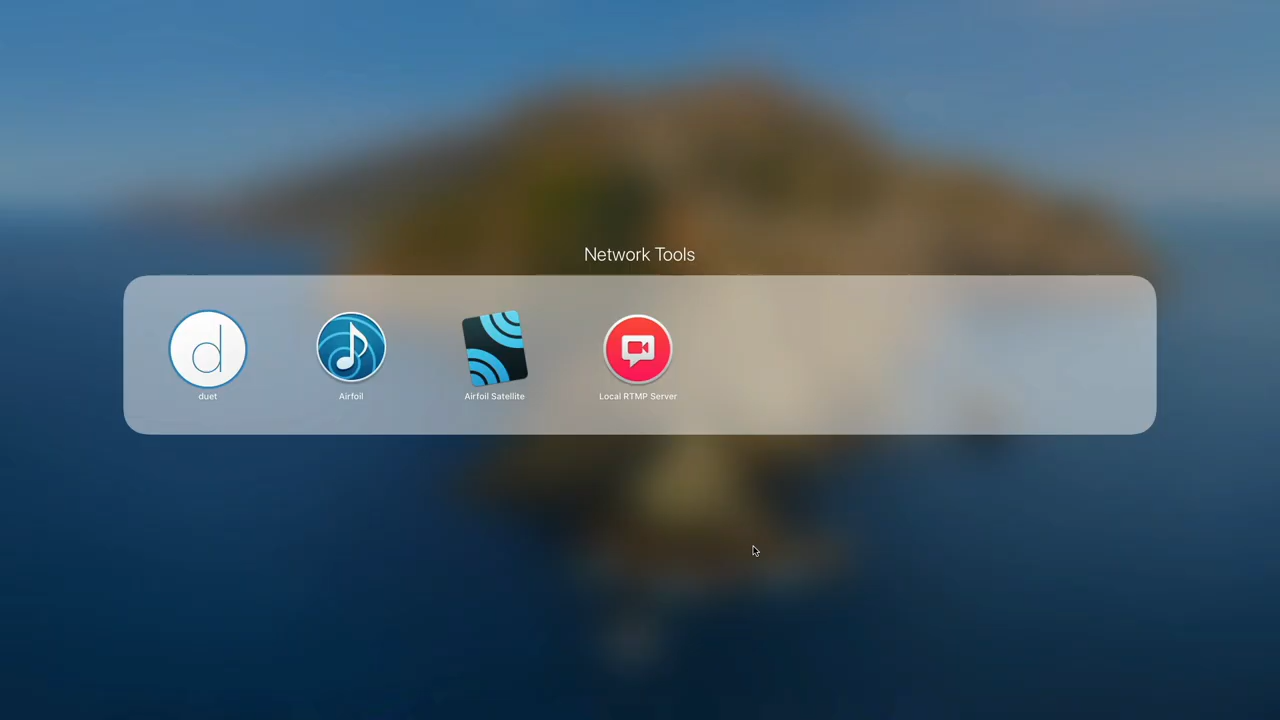 Network Tools
duet
Airfoil
Airfoil Satellite
Local RTMP Server